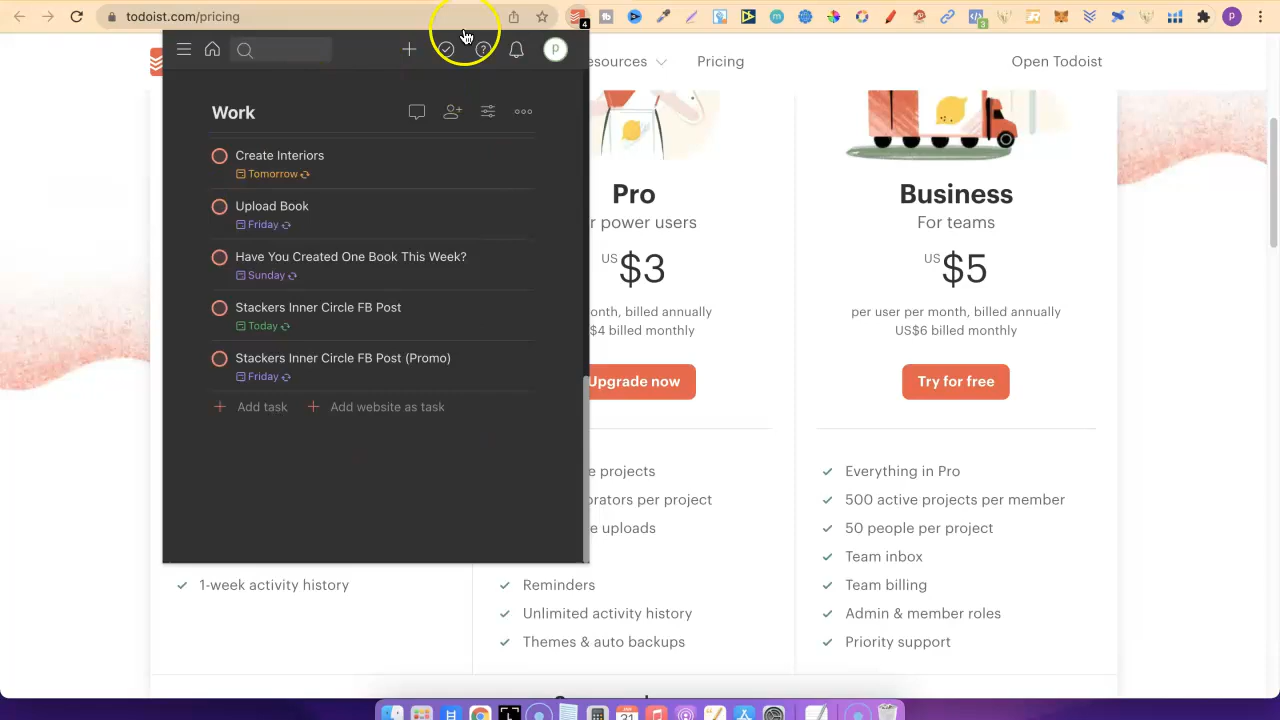 todoist.com/pricing
4
3
P
P
Resources
Pricing
Open Todoist
Work
Create Interiors
Tomorrow
Upload Book
Friday
Have You Created One Book This Week?
Sunday
Stackers Inner Circle FB Post
Today
Stackers Inner Circle FB Post (Promo)
Friday
Add task
Add website as task
1-week activity history
Pro
r power users
US$3
onth, billed annually
$4 billed monthly
Upgrade now
e projects
orators per project
e uploads
Reminders
Unlimited activity history
Themes & auto backups
Business
For teams
US$5
per user per month, billed annually
US$6 billed monthly
Try for free
Everything in Pro
500 active projects per member
50 people per project
Team inbox
Team billing
Admin & member roles
Priority support